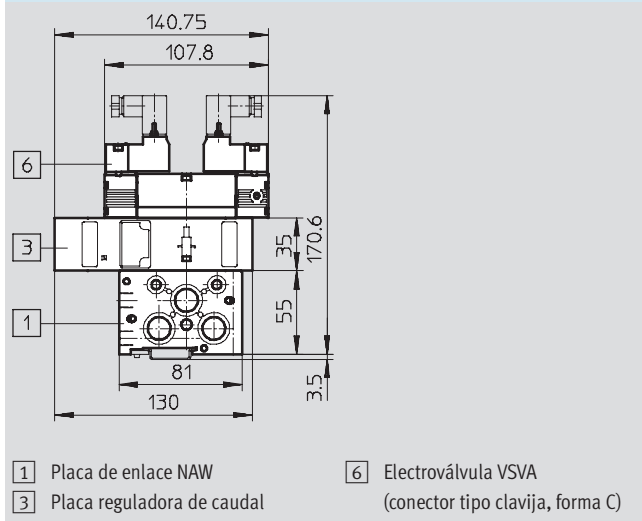 140.75
107.8
6
3
35
170.6
1
55
81
3.5
130
1 Placa de enlace NAW
3 Placa reguladora de caudal
6 Electroválvula VSVA
(conector tipo clavija, forma C)